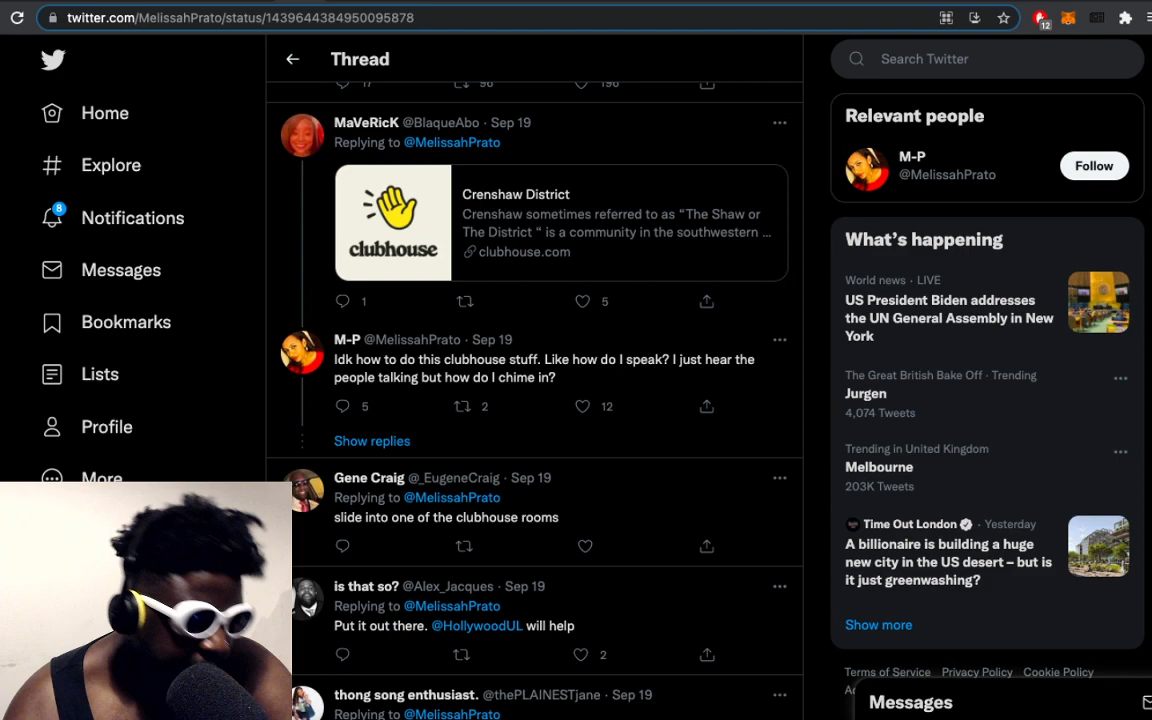 twitter.com/MelissahPrato/status/1439644384950095878
12
Home
Explore
8
Notifications
Messages
Bookmarks
Lists
Profile
More
Thread
17 96 196
MaVeRicK @BlaqueAbo · Sep 19
Replying to @MelissahPrato
clubhouse
Crenshaw District
Crenshaw sometimes referred to as “The Shaw or
The District “ is a community in the southwestern ...
clubhouse.com
1 5
M-P @MelissahPrato · Sep 19
Idk how to do this clubhouse stuff. Like how do I speak? I just hear the
people talking but how do I chime in?
5 2 12
Show replies
Gene Craig @_EugeneCraig · Sep 19
Replying to @MelissahPrato
slide into one of the clubhouse rooms
is that so? @Alex_Jacques · Sep 19
Replying to @MelissahPrato
Put it out there. @HollywoodUL will help
2
thong song enthusiast. @thePLAINESTjane · Sep 19
Replying to @MelissahPrato
Search Twitter
Relevant people
M-P
@MelissahPrato
Follow
What’s happening
World news · LIVE
US President Biden addresses
the UN General Assembly in New
York
The Great British Bake Off · Trending
Jurgen
4,074 Tweets
Trending in United Kingdom
Melbourne
203K Tweets
Time Out London · Yesterday
A billionaire is building a huge
new city in the US desert – but is
it just greenwashing?
Show more
Terms of Service Privacy Policy Cookie Policy
Messages